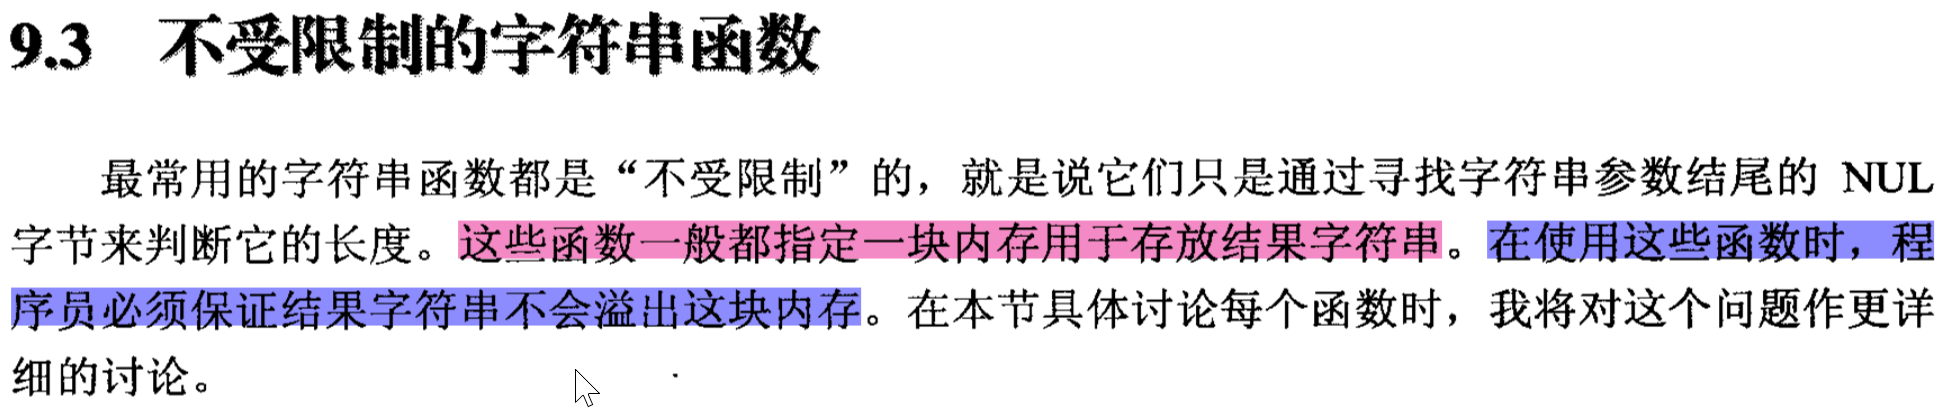 9.3 不受限制的字符串函数
最常用的字符串函数都是“不受限制”的，就是说它们只是通过寻找字符串参数结尾的 NUL
字节来判断它的长度。这些函数一般都指定一块内存用于存放结果字符串。在使用这些函数时，程
序员必须保证结果字符串不会溢出这块内存。在本节具体讨论每个函数时，我将对这个问题作更详
细的讨论。